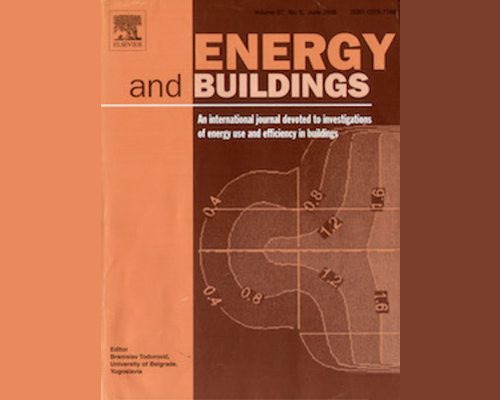 ELSEVIER
ENERGY
and BUILDINGS
An international journal devoted to investigations
of energy use and efficiency in buildings
0.4
0.8
1.6
1.2
0.4
0.8
1.2
1.6
Editor
Branislav Todorović,
University of Belgrade,
Yugoslavia